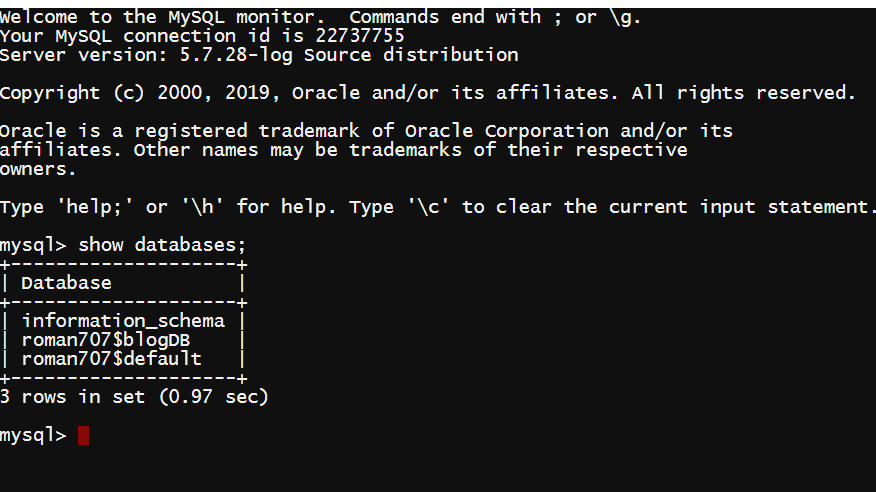 Welcome to the MySQL monitor.  Commands end with ; or \g.
Your MySQL connection id is 22737755
Server version: 5.7.28-log Source distribution
Copyright (c) 2000, 2019, Oracle and/or its affiliates. All rights reserved.
Oracle is a registered trademark of Oracle Corporation and/or its
affiliates. Other names may be trademarks of their respective
owners.
Type 'help;' or '\h' for help. Type '\c' to clear the current input statement.
mysql> show databases;
+--------------------+
| Database           |
+--------------------+
| information_schema |
| roman707$blogDB    |
| roman707$default   |
+--------------------+
3 rows in set (0.97 sec)
mysql>